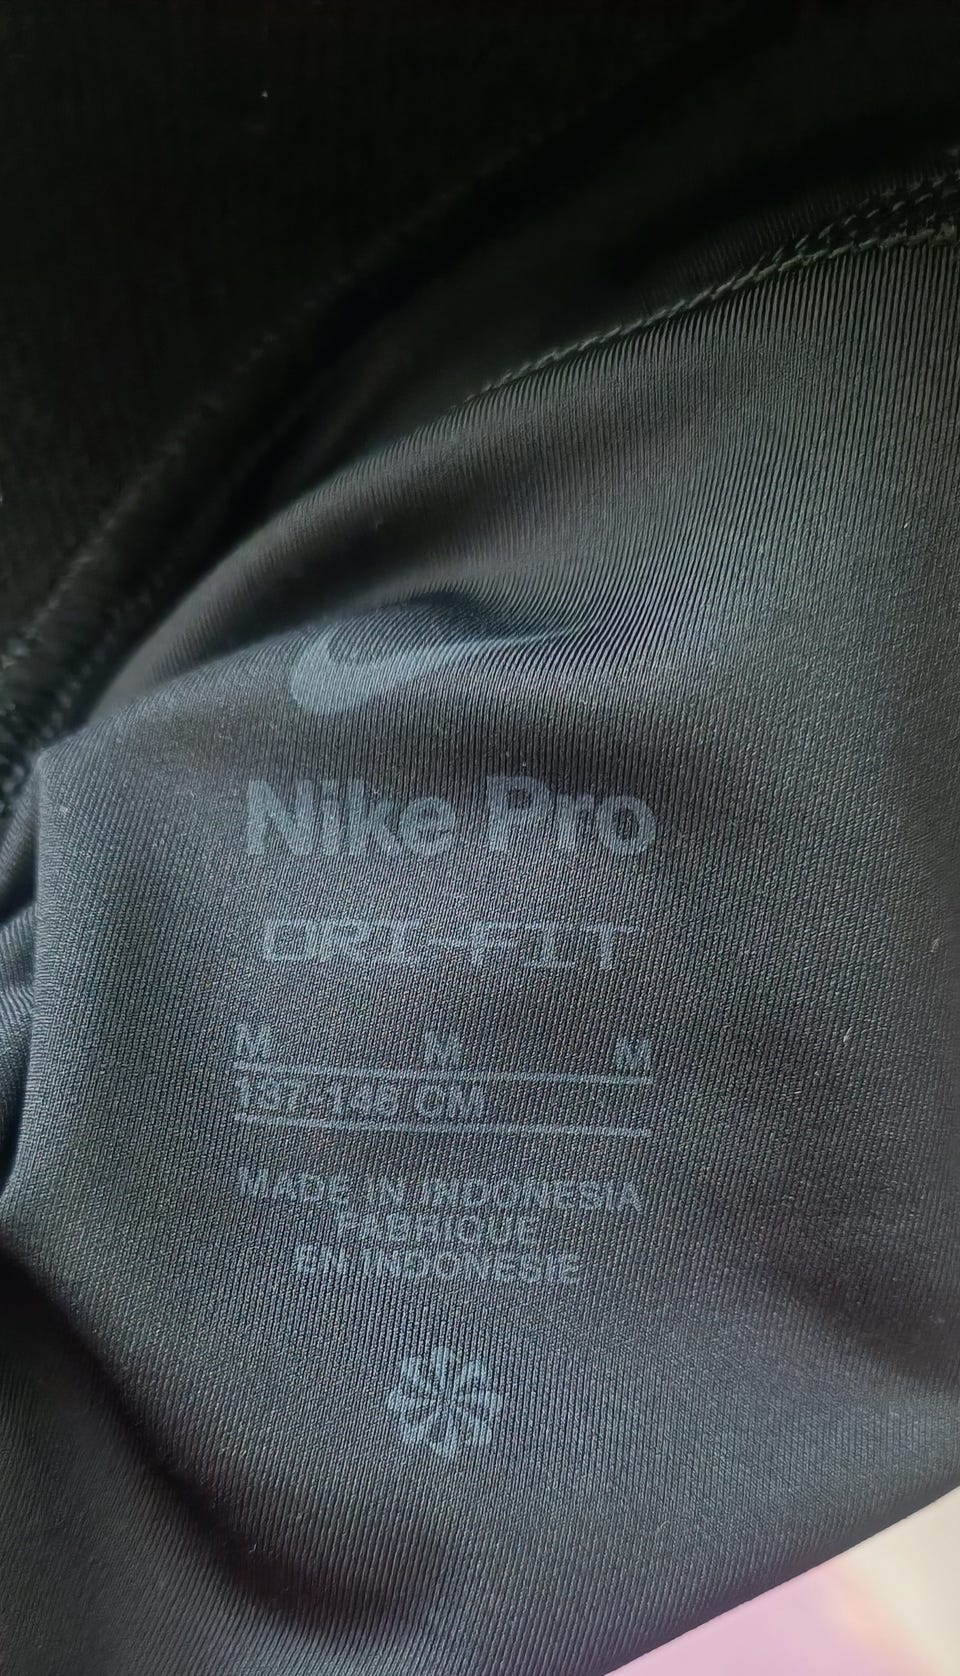 Nike Pro
DRI-FIT
M M M
137-146 CM
MADE IN INDONESIA
FABRIQUE
EN INDONESIE